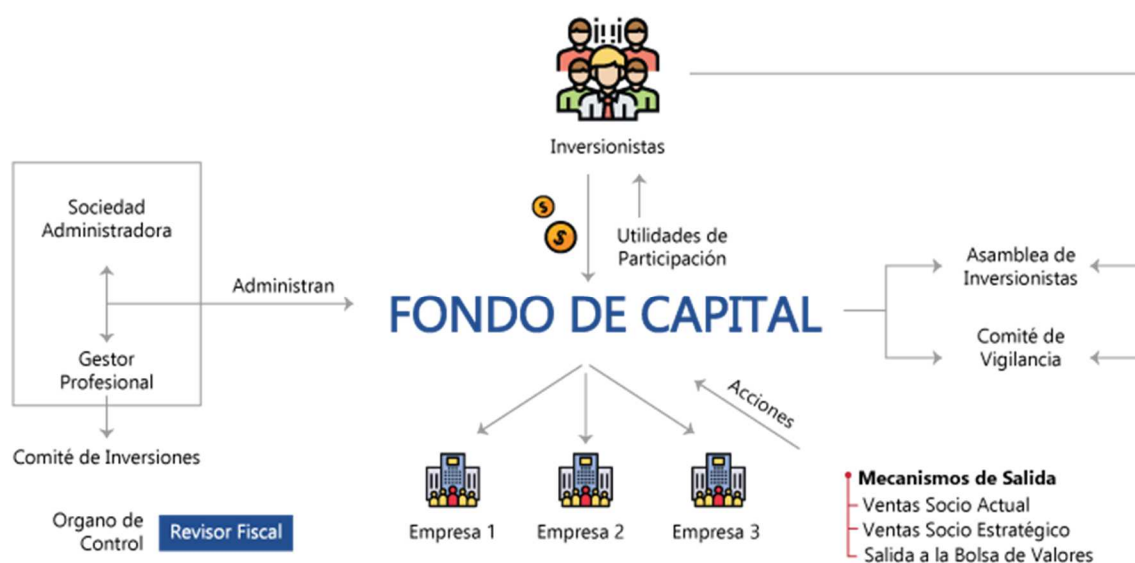 Inversionistas
Sociedad
Administradora
Utilidades de
Participación
Administran
Asamblea de
Inversionistas
FONDO DE CAPITAL
Gestor
Profesional
Comité de
Vigilancia
Acciones
Comité de Inversiones
Empresa 1
Empresa 2
Empresa 3
Organo de
Control
Revisor Fiscal
Mecanismos de Salida
Ventas Socio Actual
Ventas Socio Estratégico
Salida a la Bolsa de Valores